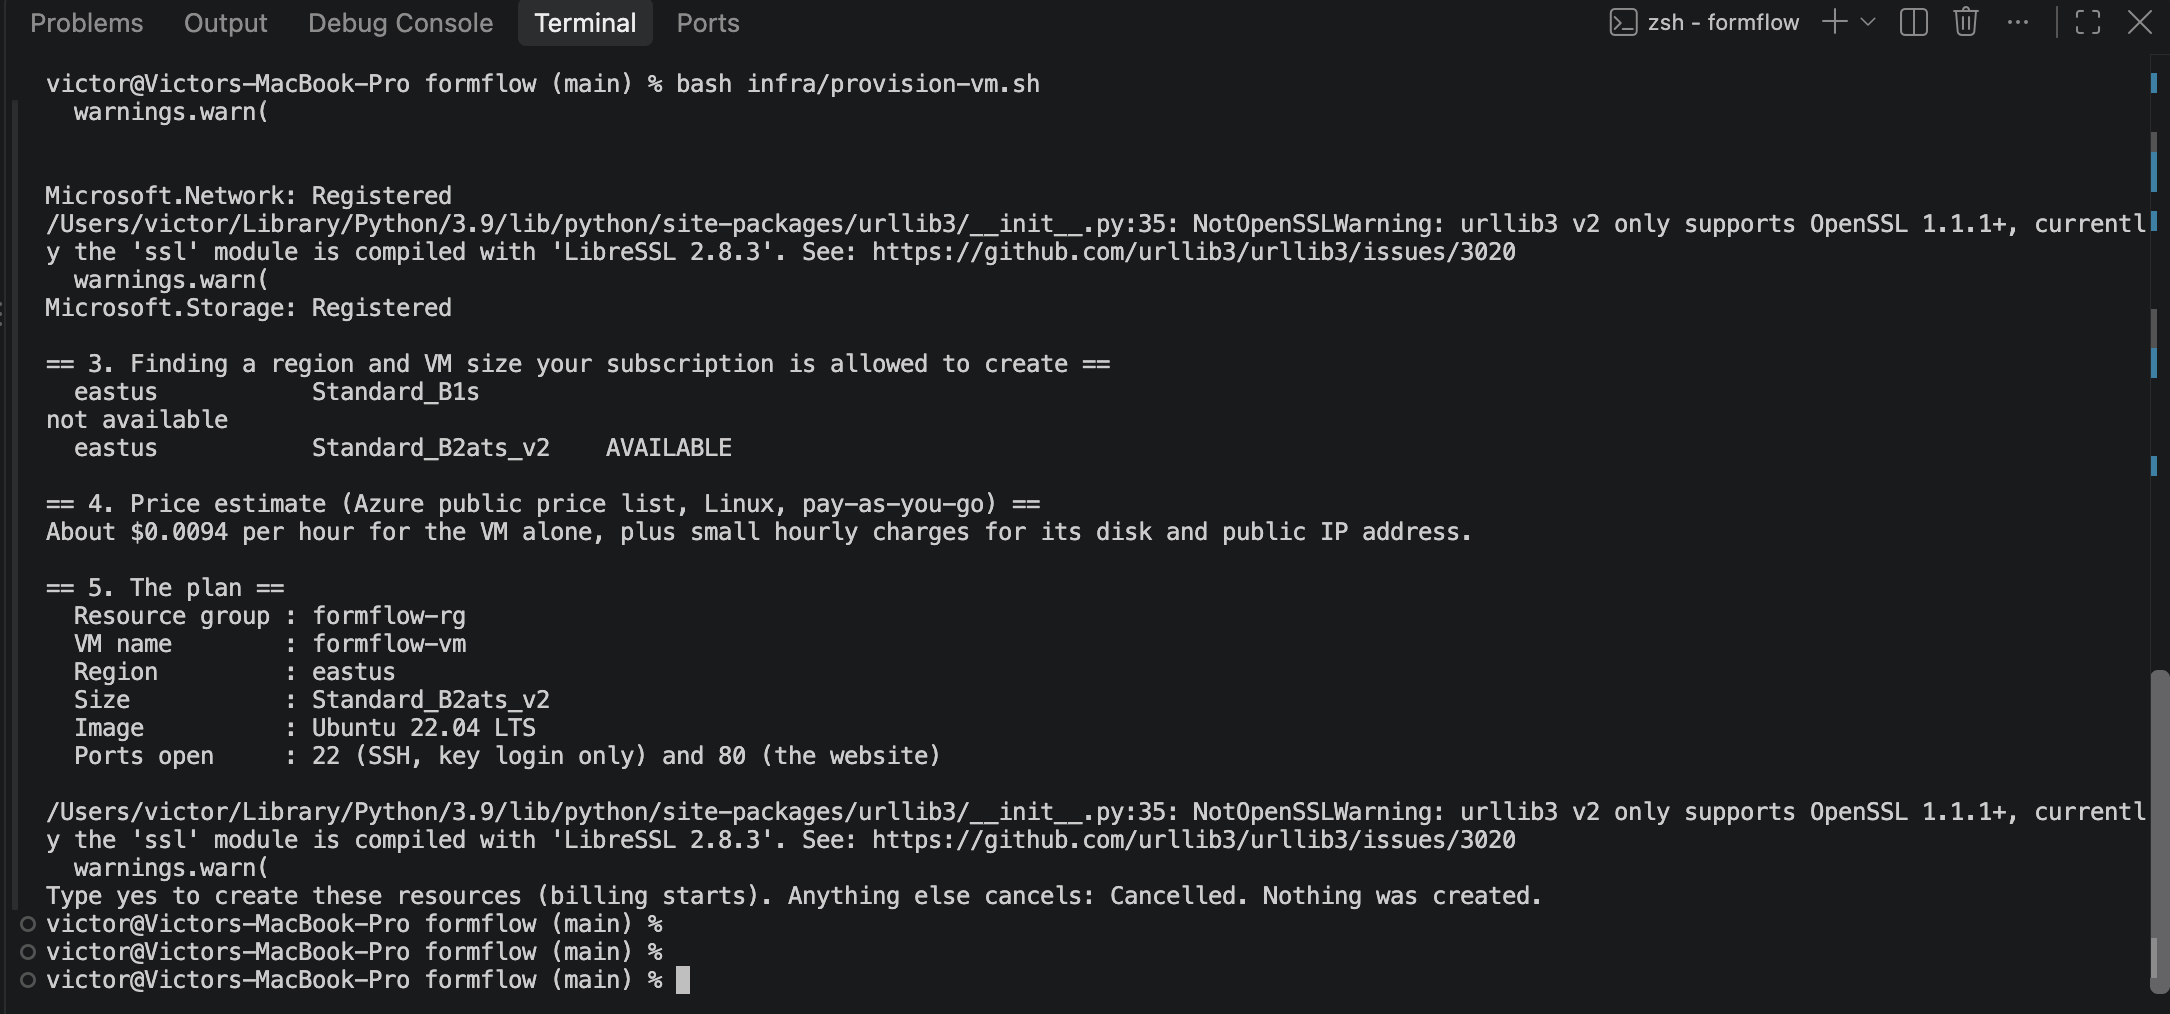 Problems Output Debug Console Terminal Ports zsh - formflow
victor@Victors-MacBook-Pro formflow (main) % bash infra/provision-vm.sh
  warnings.warn(
Microsoft.Network: Registered
/Users/victor/Library/Python/3.9/lib/python/site-packages/urllib3/__init__.py:35: NotOpenSSLWarning: urllib3 v2 only supports OpenSSL 1.1.1+, currentl
y the 'ssl' module is compiled with 'LibreSSL 2.8.3'. See: https://github.com/urllib3/urllib3/issues/3020
  warnings.warn(
Microsoft.Storage: Registered
== 3. Finding a region and VM size your subscription is allowed to create ==
  eastus           Standard_B1s
not available
  eastus           Standard_B2ats_v2    AVAILABLE
== 4. Price estimate (Azure public price list, Linux, pay-as-you-go) ==
About $0.0094 per hour for the VM alone, plus small hourly charges for its disk and public IP address.
== 5. The plan ==
  Resource group : formflow-rg
  VM name        : formflow-vm
  Region         : eastus
  Size           : Standard_B2ats_v2
  Image          : Ubuntu 22.04 LTS
  Ports open     : 22 (SSH, key login only) and 80 (the website)
/Users/victor/Library/Python/3.9/lib/python/site-packages/urllib3/__init__.py:35: NotOpenSSLWarning: urllib3 v2 only supports OpenSSL 1.1.1+, currentl
y the 'ssl' module is compiled with 'LibreSSL 2.8.3'. See: https://github.com/urllib3/urllib3/issues/3020
  warnings.warn(
Type yes to create these resources (billing starts). Anything else cancels: Cancelled. Nothing was created.
victor@Victors-MacBook-Pro formflow (main) %
victor@Victors-MacBook-Pro formflow (main) %
victor@Victors-MacBook-Pro formflow (main) %